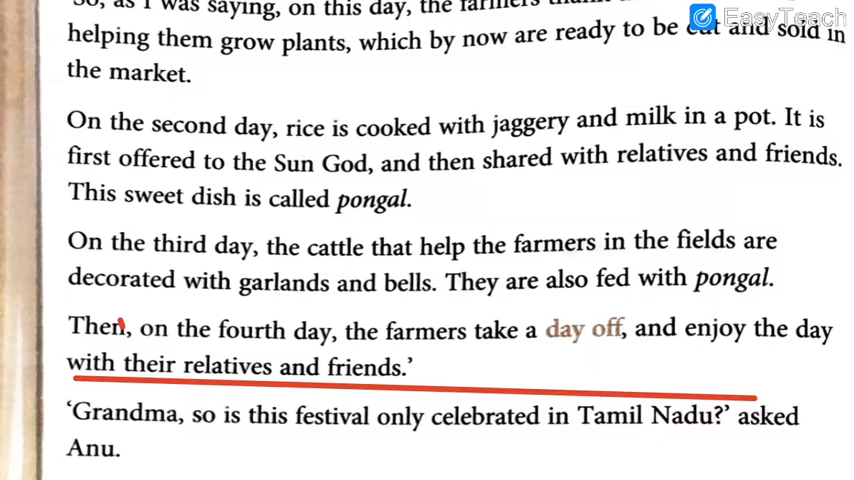 So, as I was saying, on this day, the farmers
EasyTeach
helping them grow plants, which by now are ready to be cut and sold in
the market.
On the second day, rice is cooked with jaggery and milk in a pot. It is
first offered to the Sun God, and then shared with relatives and friends.
This sweet dish is called pongal.
On the third day, the cattle that help the farmers in the fields are
decorated with garlands and bells. They are also fed with pongal.
Then, on the fourth day, the farmers take a day off, and enjoy the day
with their relatives and friends.’
‘Grandma, so is this festival only celebrated in Tamil Nadu?’ asked
Anu.